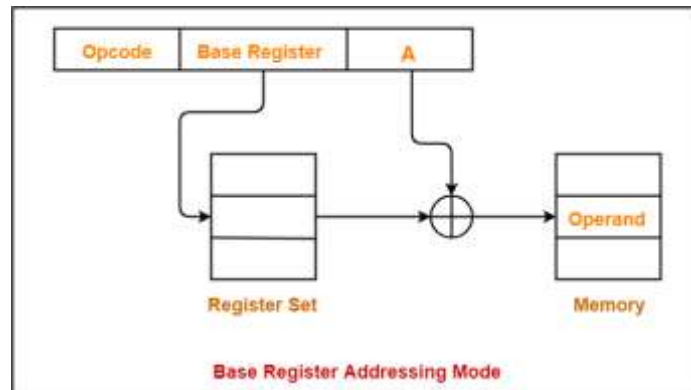 Opcode Base Register A
Operand
Register Set Memory
Base Register Addressing Mode